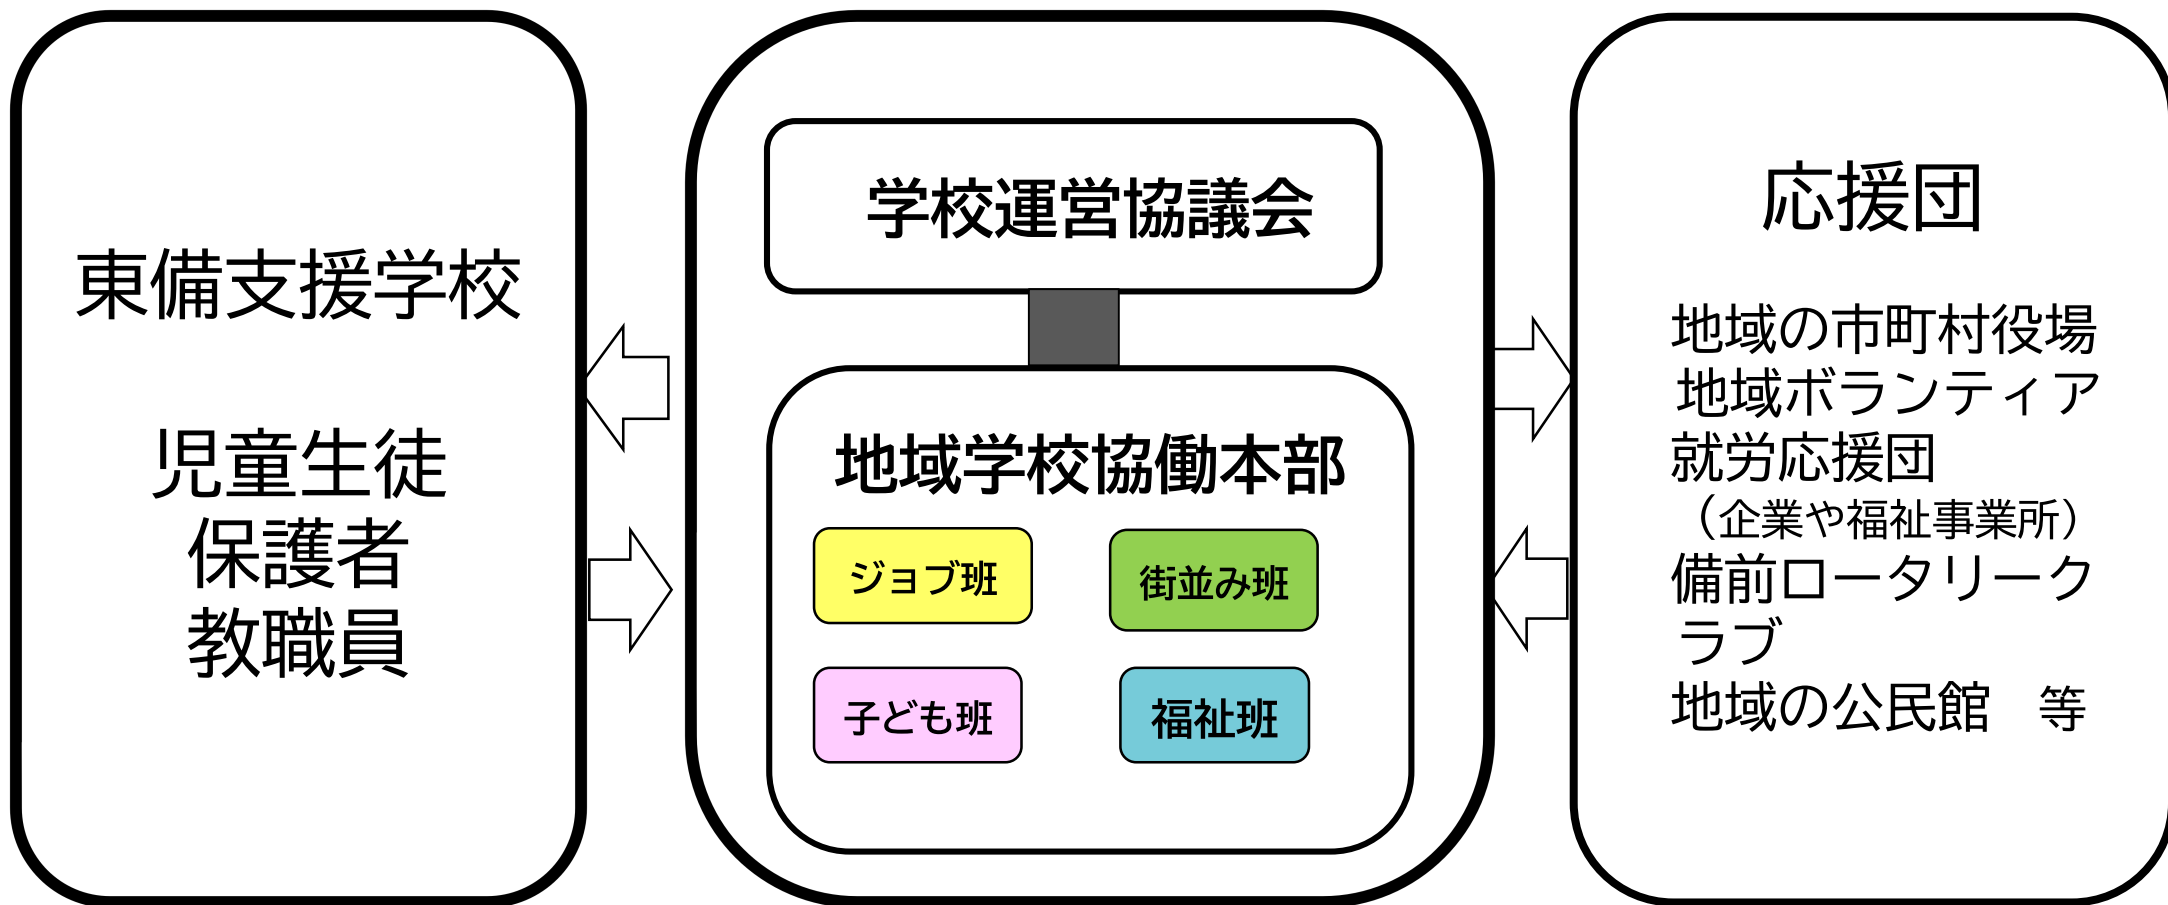 東備支援学校
児童生徒
保護者
教職員
学校運営協議会
地域学校協働本部
ジョブ班
街並み班
子ども班
福祉班
応援団
地域の市町村役場
地域ボランティア
就労応援団
（企業や福祉事業所）
備前ロータリーク
ラブ
地域の公民館　等